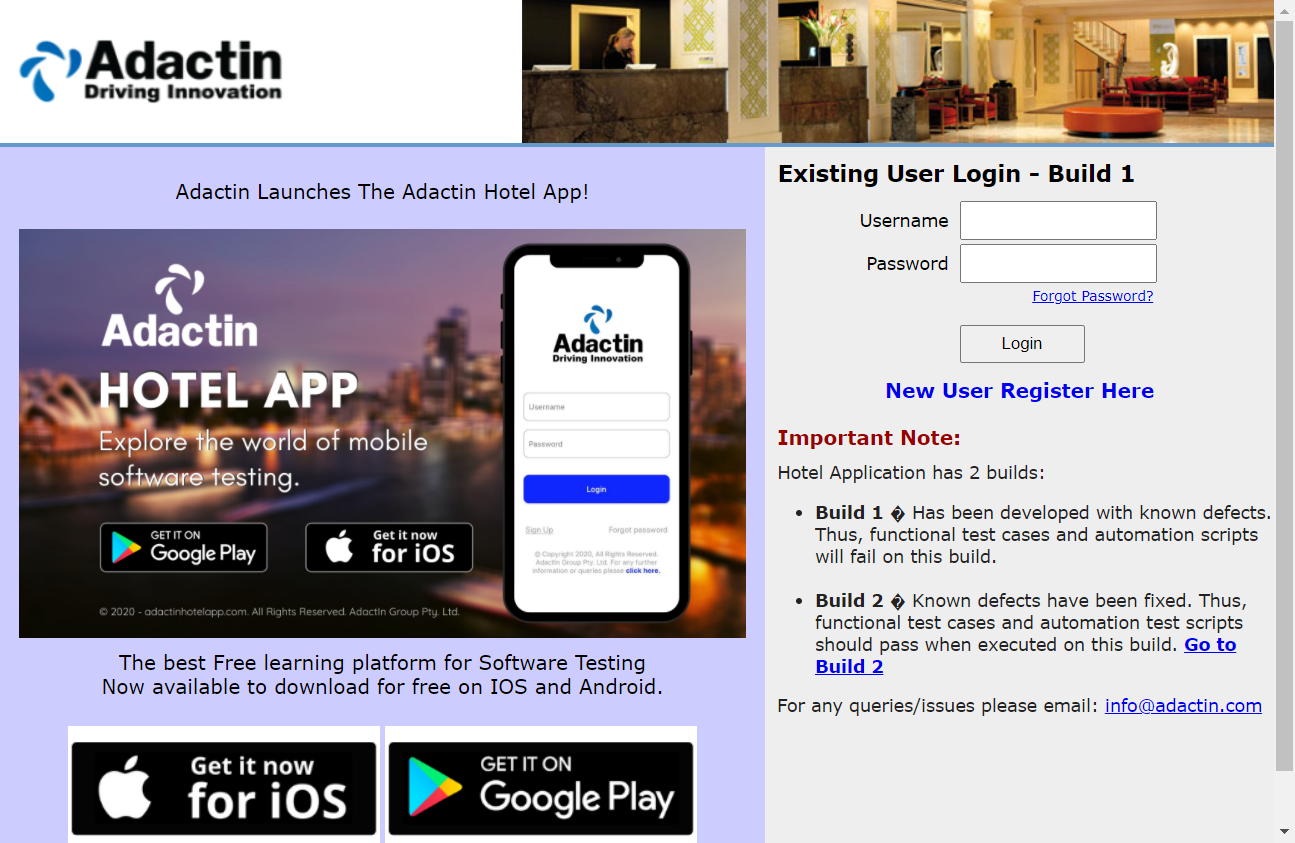 Adactin
Driving Innovation
Adactin Launches The Adactin Hotel App!
Adactin
HOTEL APP
Explore the world of mobile
software testing.
GET IT ON
Google Play
Get it now
for iOS
© 2020 - adactinhotelapp.com. All Rights Reserved. AdactIn Group Pty. Ltd.
Adactin
Driving Innovation
Username
Password
Login
Sign Up
Forgot password
© Copyright 2020, All Rights Reserved.
Adactin Group Pty. Ltd. For any further
information or queries please click here.
The best Free learning platform for Software Testing
Now available to download for free on IOS and Android.
Get it now
for iOS
GET IT ON
Google Play
Existing User Login - Build 1
Username
Password
Forgot Password?
Login
New User Register Here
Important Note:
Hotel Application has 2 builds:
• Build 1 � Has been developed with known defects.
Thus, functional test cases and automation scripts
will fail on this build.
• Build 2 � Known defects have been fixed. Thus,
functional test cases and automation test scripts
should pass when executed on this build. Go to
Build 2
For any queries/issues please email: info@adactin.com